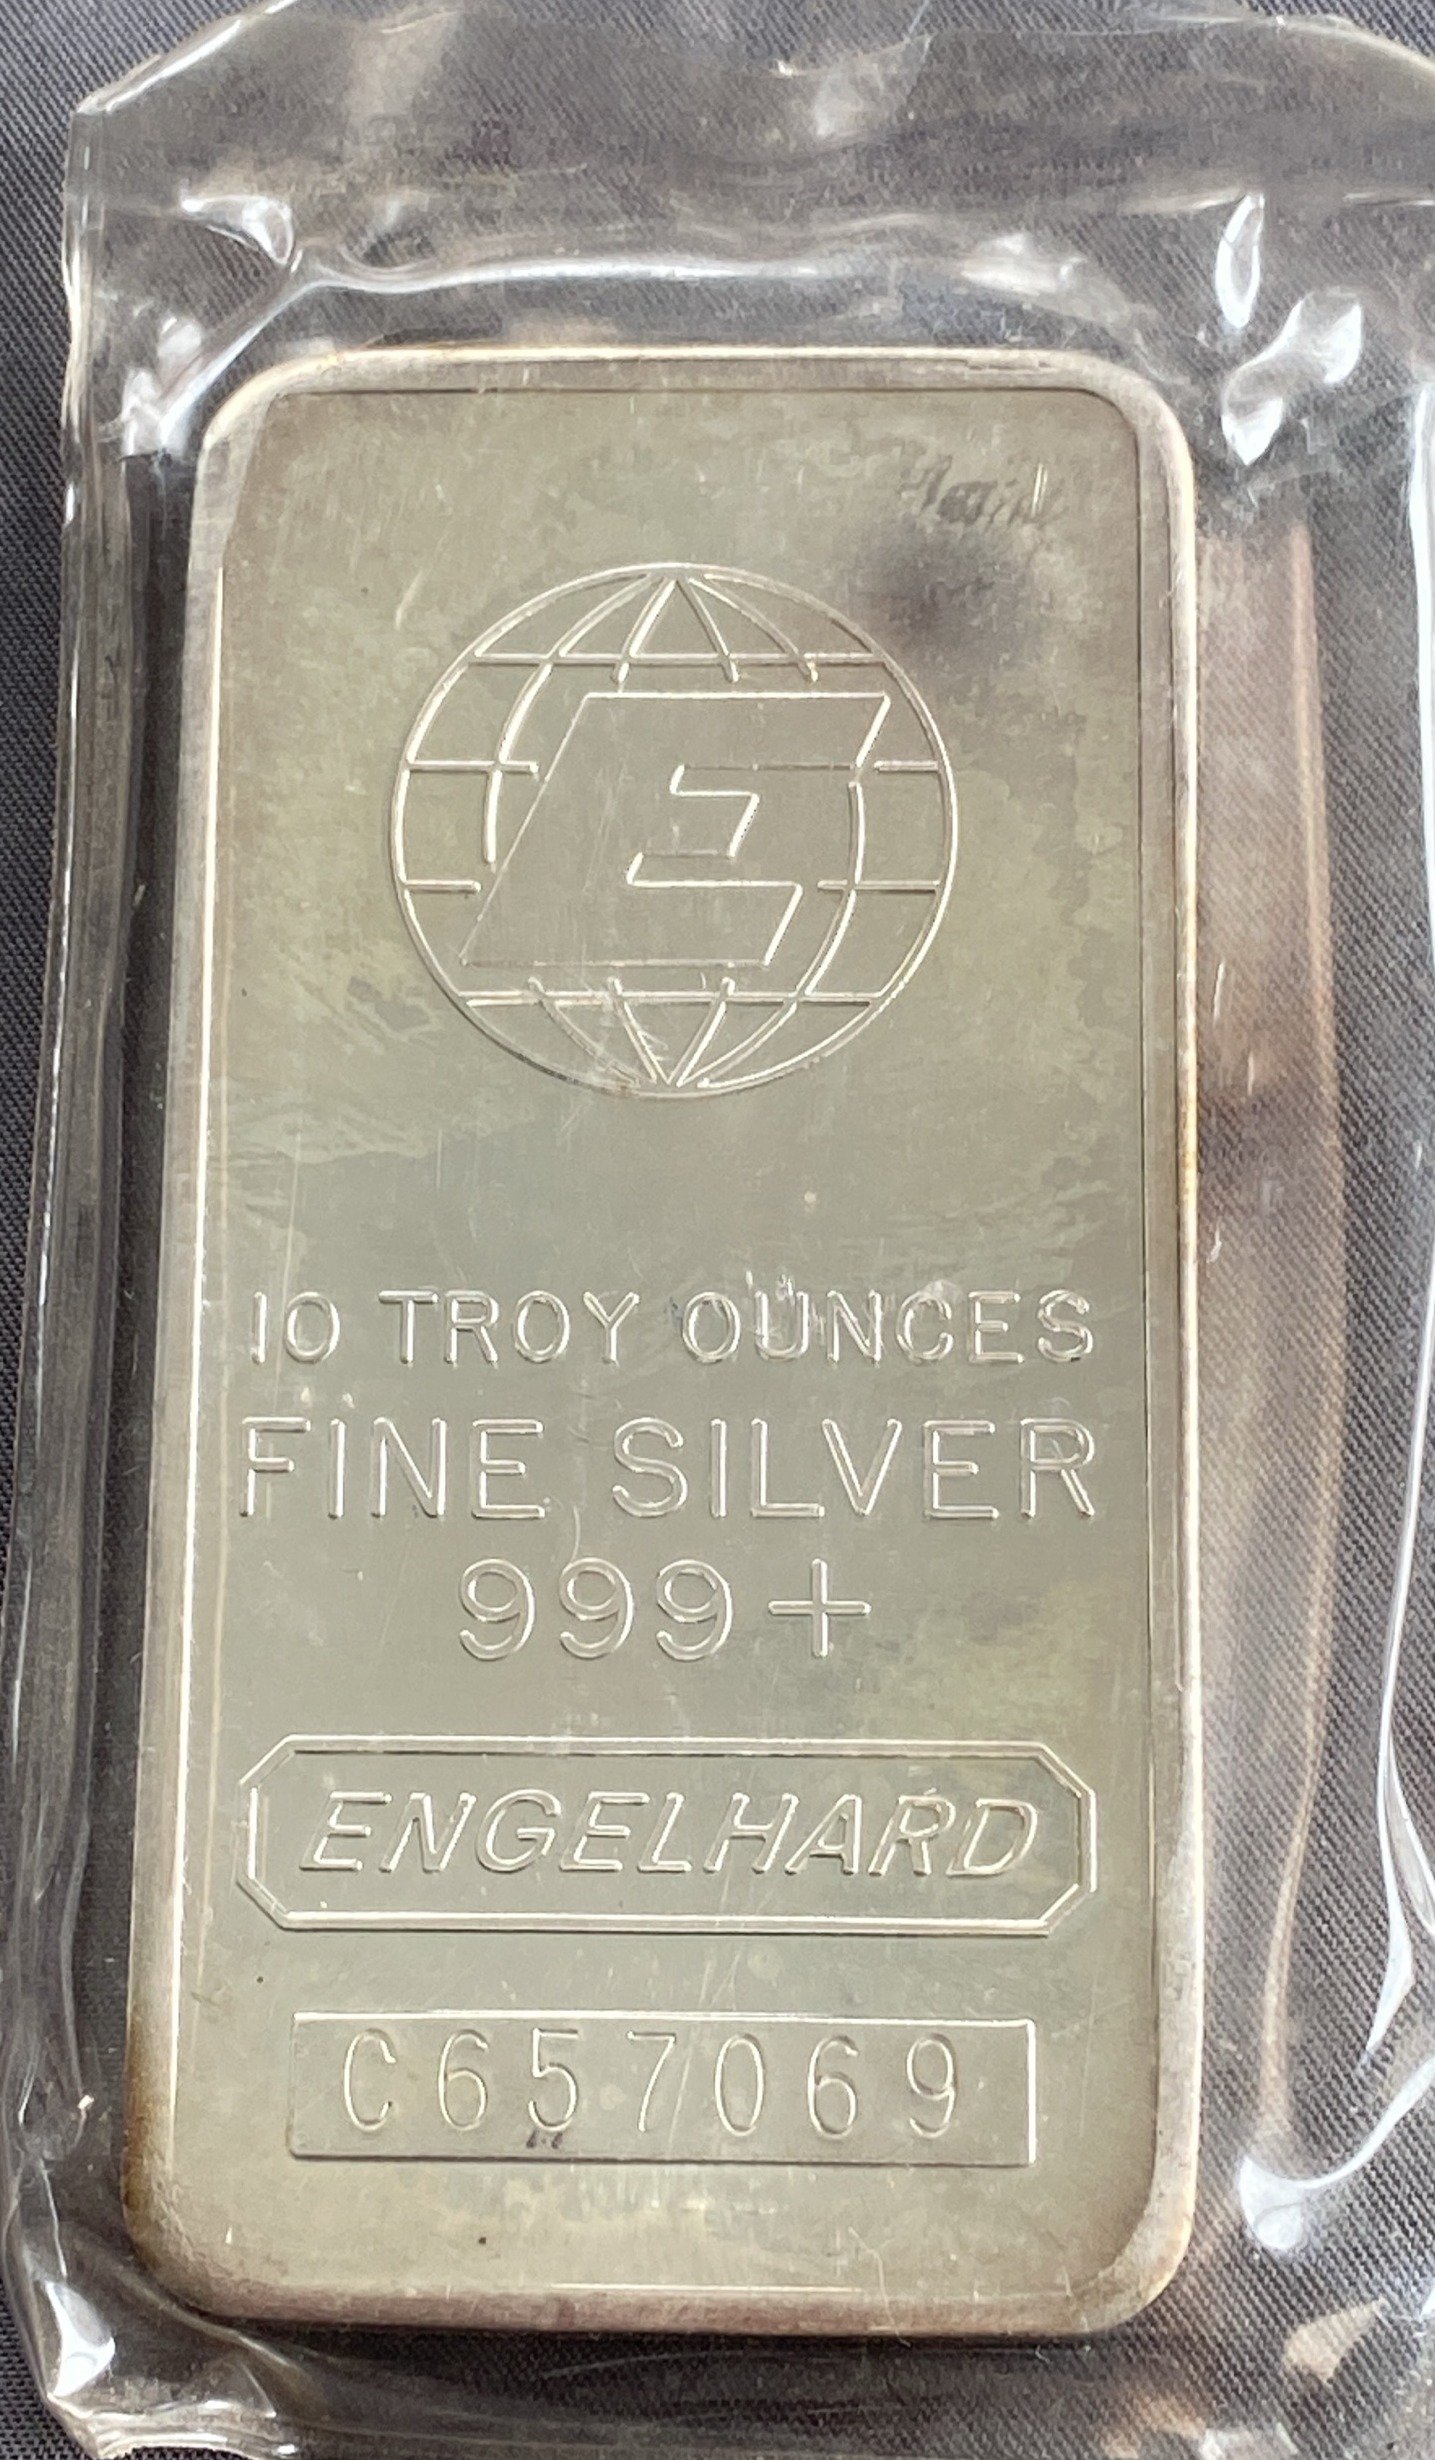 E
10 TROY OUNCES
FINE SILVER
999+
ENGELHARD
C657069